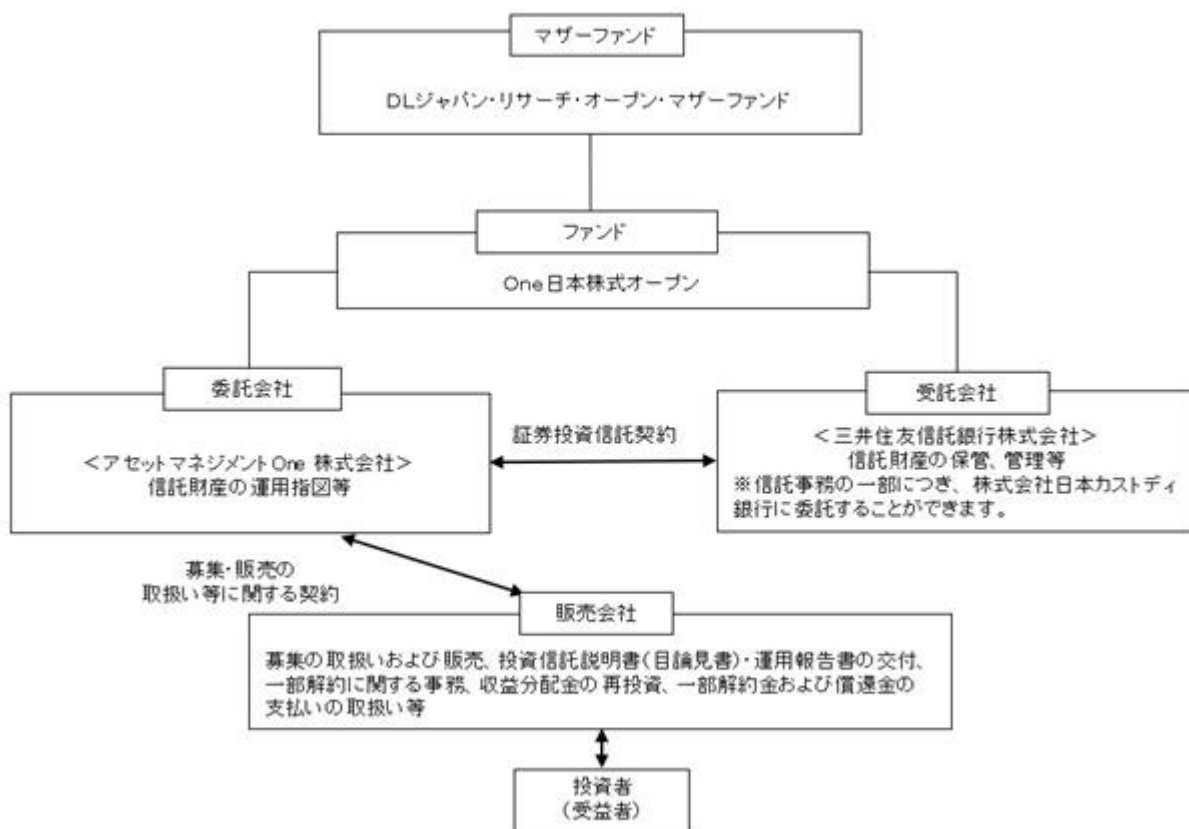 マザーファンド
DLジャパン・リサーチ・オープン・マザーファンド
ファンド
One日本株式オープン
委託会社
<アセットマネジメントOne 株式会社>
信託財産の運用指図等
証券投資信託契約
受託会社
<三井住友信託銀行株式会社>
信託財産の保管、管理等
※信託事務の一部につき、株式会社日本カストディ
銀行に委託することができます。
募集・販売の
取扱い等に関する契約
販売会社
募集の取扱いおよび販売、投資信託説明書(目論見書)・運用報告書の交付、
一部解約に関する事務、収益分配金の再投資、一部解約金および償還金の
支払いの取扱い等
投資者
(受益者)